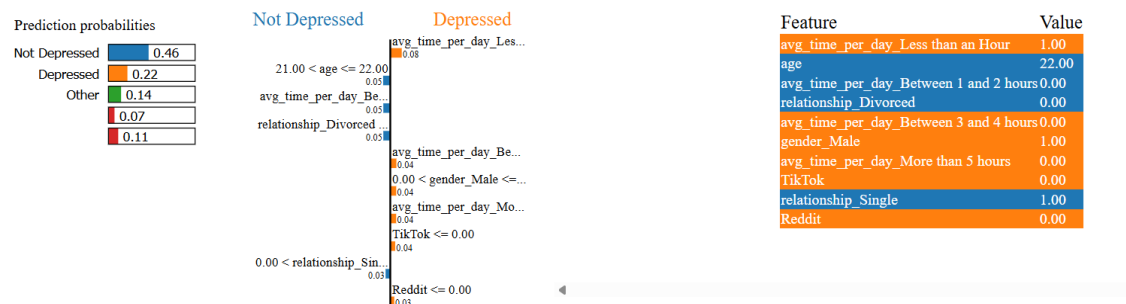 Prediction probabilities
Not Depressed 0.46
Depressed 0.22
Other 0.14
0.07
0.11
Not Depressed Depressed
avg_time_per_day_Les...
0.08
21.00 < age <= 22.00
0.05
avg_time_per_day_Be...
0.05
relationship_Divorced ...
0.05
avg_time_per_day_Be...
0.04
0.00 < gender_Male <=...
0.04
avg_time_per_day_Mo...
0.04
TikTok <= 0.00
0.04
0.00 < relationship_Sin...
0.03
Reddit <= 0.00
0.03
Feature Value
avg_time_per_day_Less than an Hour 1.00
age 22.00
avg_time_per_day_Between 1 and 2 hours 0.00
relationship_Divorced 0.00
avg_time_per_day_Between 3 and 4 hours 0.00
gender_Male 1.00
avg_time_per_day_More than 5 hours 0.00
TikTok 0.00
relationship_Single 1.00
Reddit 0.00